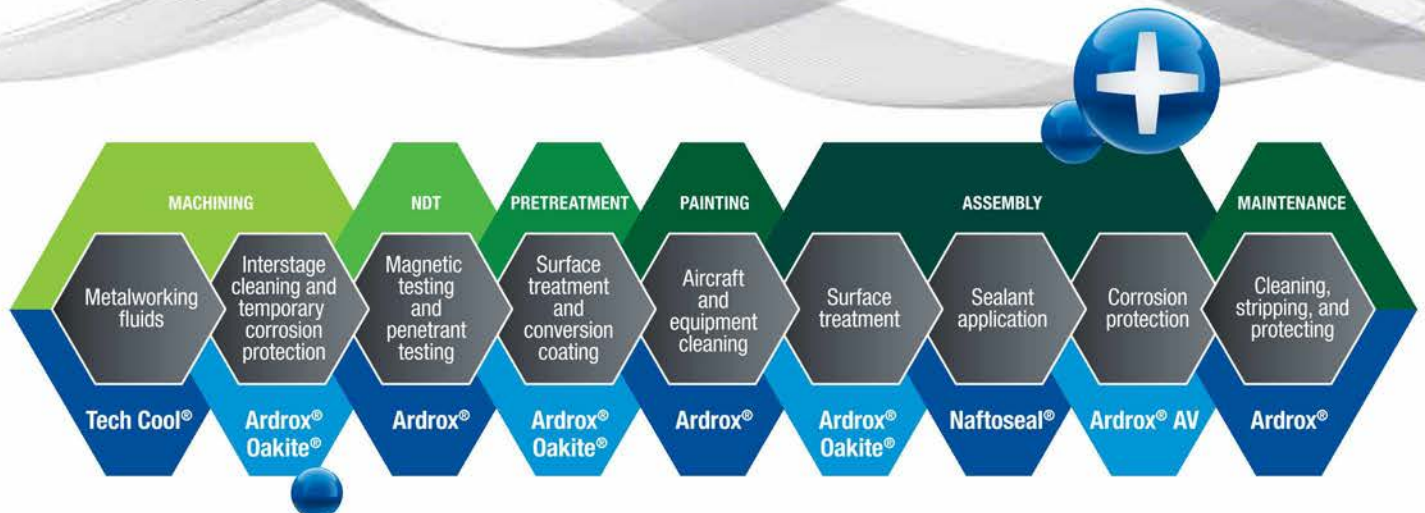 MACHINING
NDT
PRETREATMENT
PAINTING
ASSEMBLY
MAINTENANCE
Metalworking
fluids
Interstage
cleaning and
temporary
corrosion
protection
Magnetic
testing
and
penetrant
testing
Surface
treatment
and
conversion
coating
Aircraft
and
equipment
cleaning
Surface
treatment
Sealant
application
Corrosion
protection
Cleaning,
stripping, and
protecting
Tech Cool®
Ardrox®
Oakite®
Ardrox®
Ardrox®
Oakite®
Ardrox®
Ardrox®
Oakite®
Naftoseal®
Ardrox® AV
Ardrox®